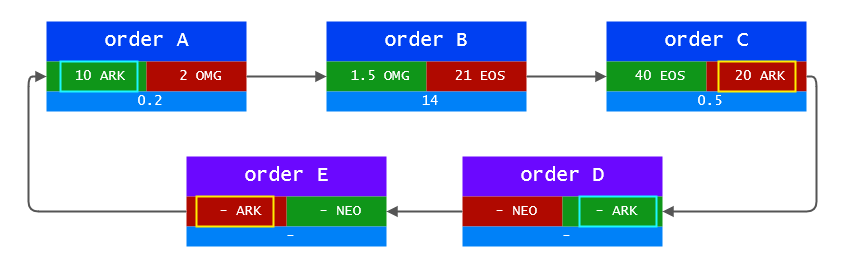 order A
10 ARK 2 OMG
0.2
order B
1.5 OMG 21 EOS
14
order C
40 EOS 20 ARK
0.5
order E
- ARK - NEO
-
order D
- NEO - ARK
-